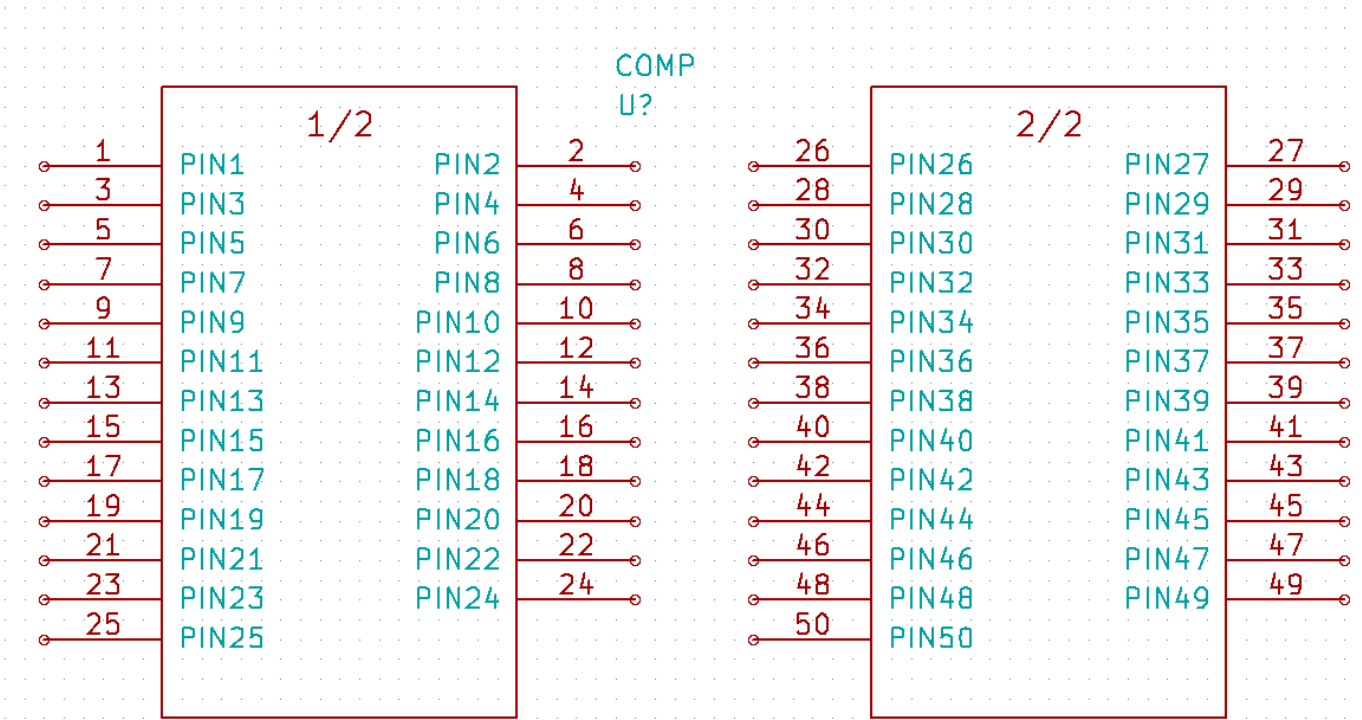 COMP
U?
1/2
1 PIN1 PIN2 2
3 PIN3 PIN4 4
5 PIN5 PIN6 6
7 PIN7 PIN8 8
9 PIN9 PIN10 10
11 PIN11 PIN12 12
13 PIN13 PIN14 14
15 PIN15 PIN16 16
17 PIN17 PIN18 18
19 PIN19 PIN20 20
21 PIN21 PIN22 22
23 PIN23 PIN24 24
25 PIN25
2/2
26 PIN26 PIN27 27
28 PIN28 PIN29 29
30 PIN30 PIN31 31
32 PIN32 PIN33 33
34 PIN34 PIN35 35
36 PIN36 PIN37 37
38 PIN38 PIN39 39
40 PIN40 PIN41 41
42 PIN42 PIN43 43
44 PIN44 PIN45 45
46 PIN46 PIN47 47
48 PIN48 PIN49 49
50 PIN50